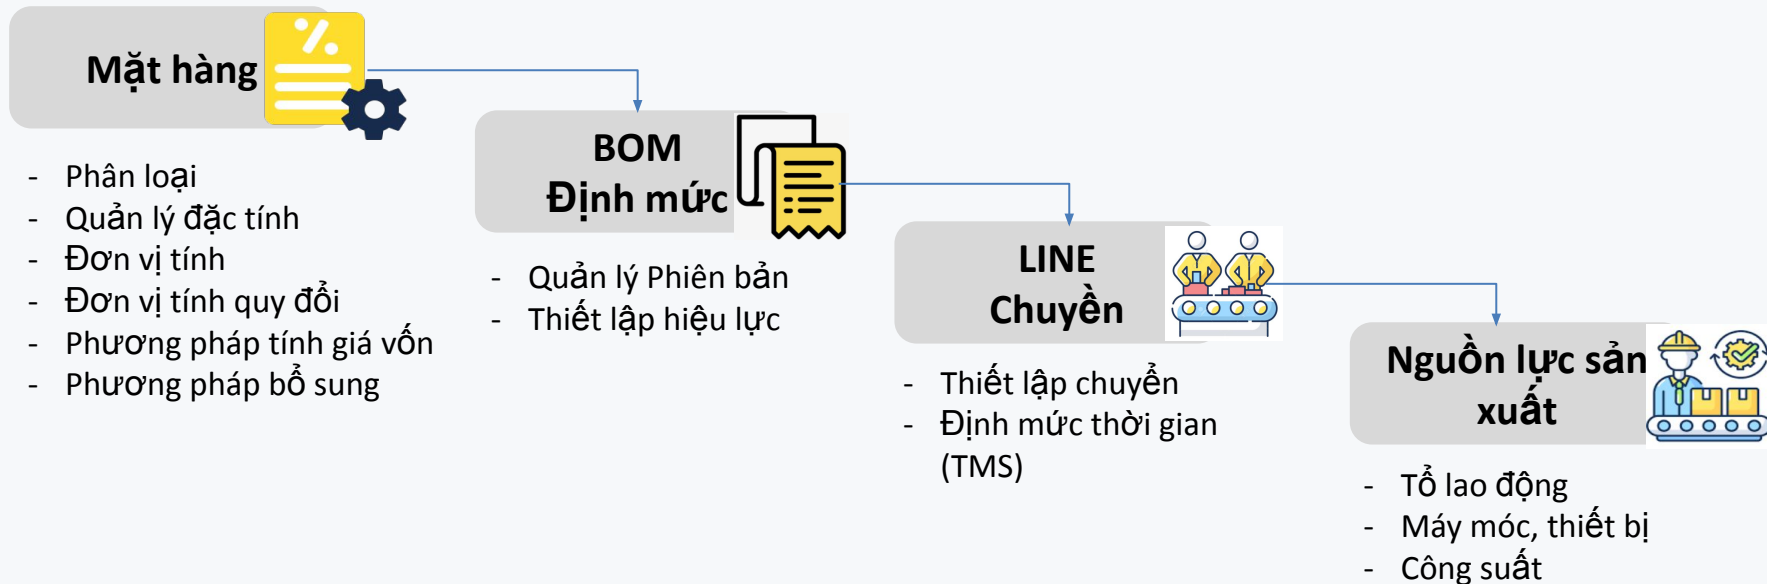 Mặt hàng
- Phân loại
- Quản lý đặc tính
- Đơn vị tính
- Đơn vị tính quy đổi
- Phương pháp tính giá vốn
- Phương pháp bổ sung
BOM
Định mức
- Quản lý Phiên bản
- Thiết lập hiệu lực
LINE
Chuyền
- Thiết lập chuyển
- Định mức thời gian
(TMS)
Nguồn lực sản
xuất
- Tổ lao động
- Máy móc, thiết bị
- Công suất